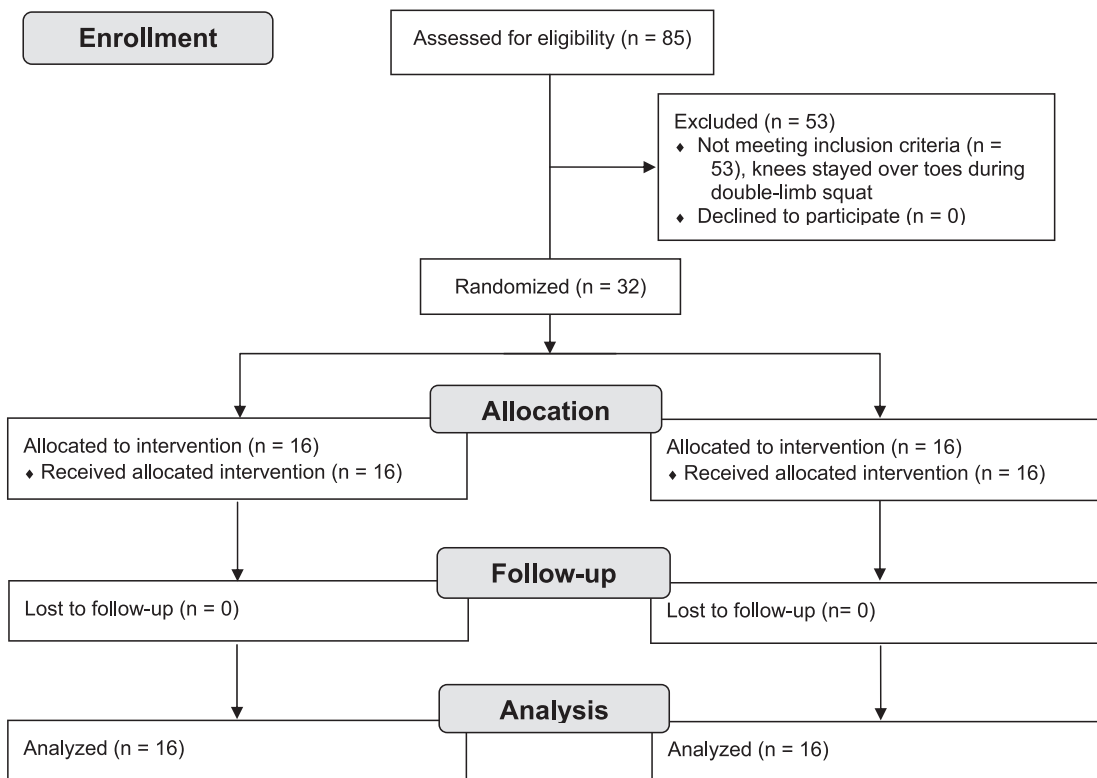 Enrollment
Assessed for eligibility (n = 85)
Excluded (n = 53)
♦ Not meeting inclusion criteria (n =
53), knees stayed over toes during
double-limb squat
♦ Declined to participate (n = 0)
Randomized (n = 32)
Allocation
Allocated to intervention (n = 16)
♦ Received allocated intervention (n = 16)
Allocated to intervention (n = 16)
♦ Received allocated intervention (n = 16)
Follow-up
Lost to follow-up (n = 0)
Lost to follow-up (n= 0)
Analysis
Analyzed (n = 16)
Analyzed (n = 16)